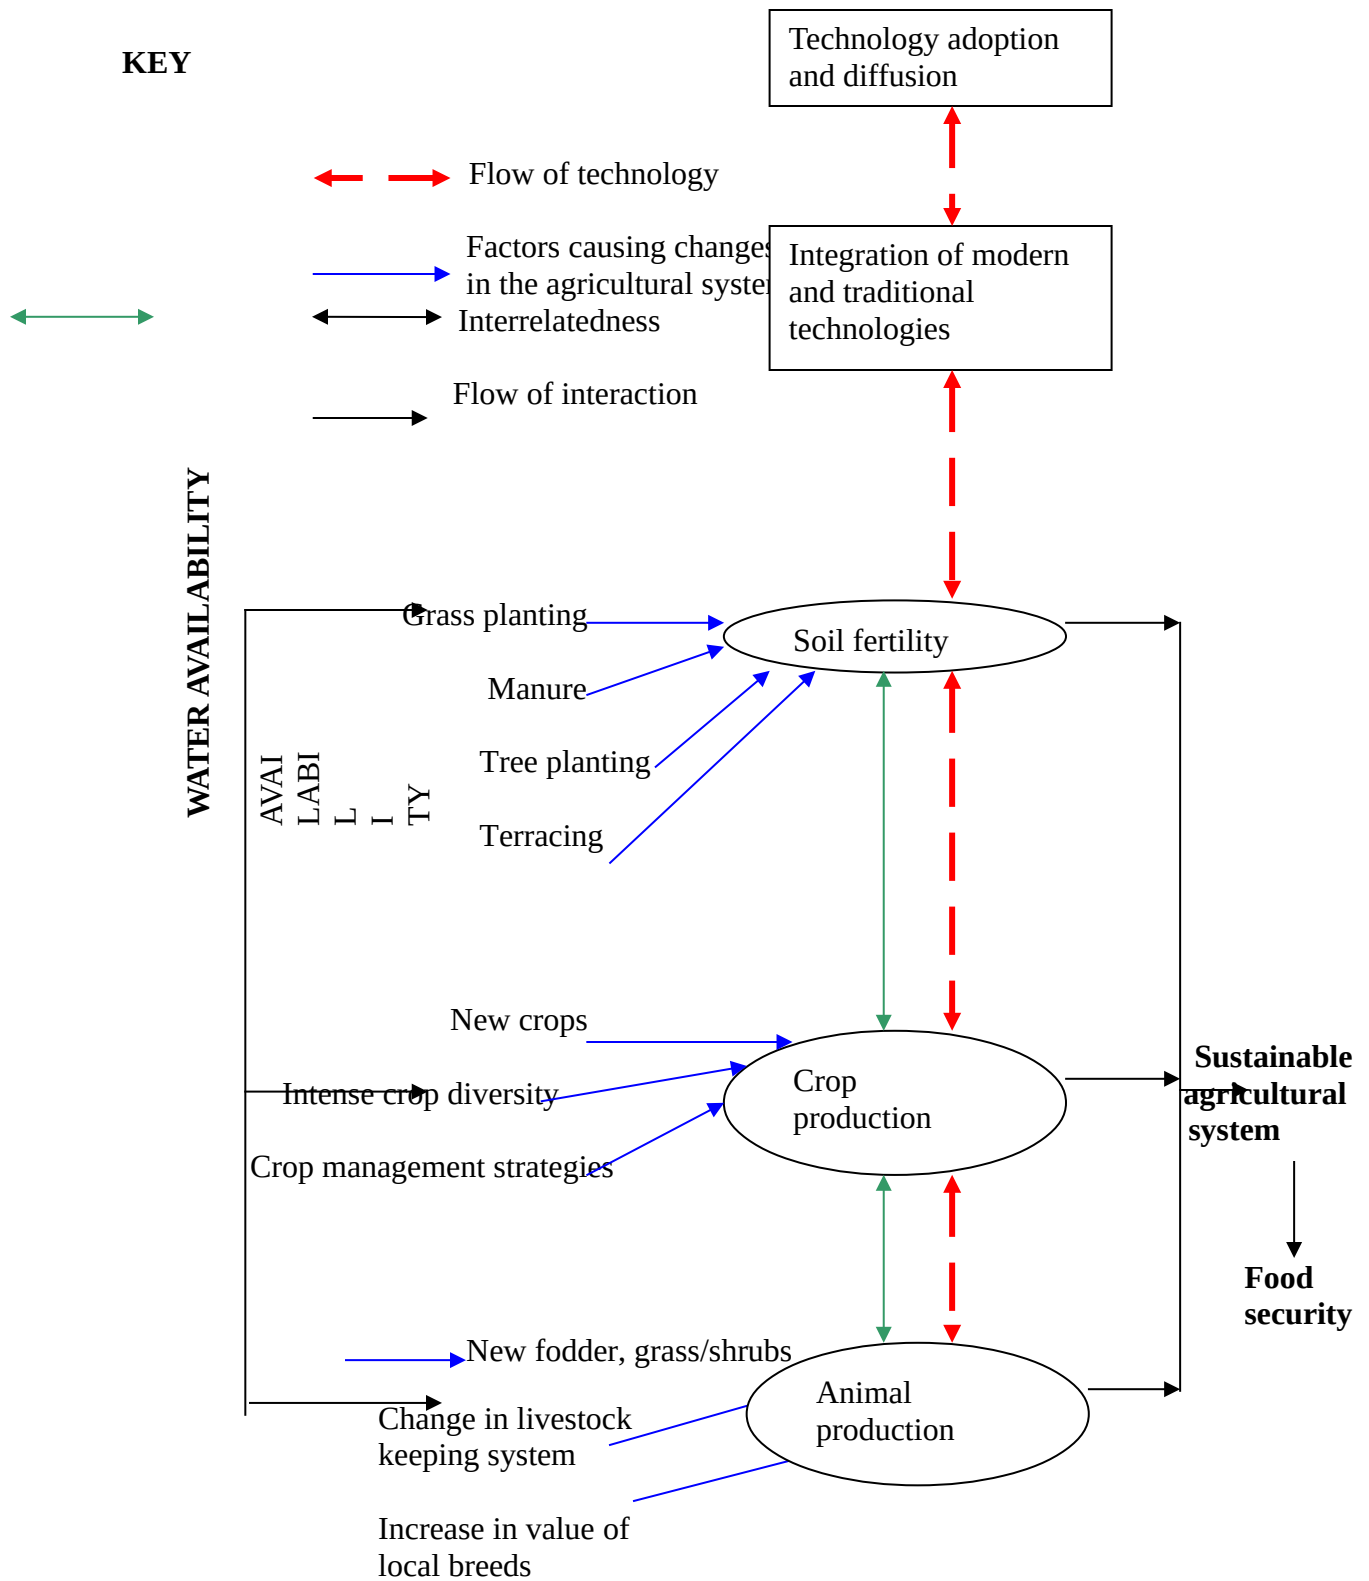 KEY
Technology adoption
and diffusion
Flow of technology
Factors causing changes
in the agricultural system
Interrelatedness
Flow of interaction
Integration of modern
and traditional
technologies
WATER AVAILABILITY
AVAI
LABI
L
I
TY
Grass planting
Manure
Tree planting
Terracing
Soil fertility
New crops
Intense crop diversity
Crop management strategies
Crop
production
Sustainable
agricultural
system
Food
security
New fodder, grass/shrubs
Change in livestock
keeping system
Increase in value of
local breeds
Animal
production